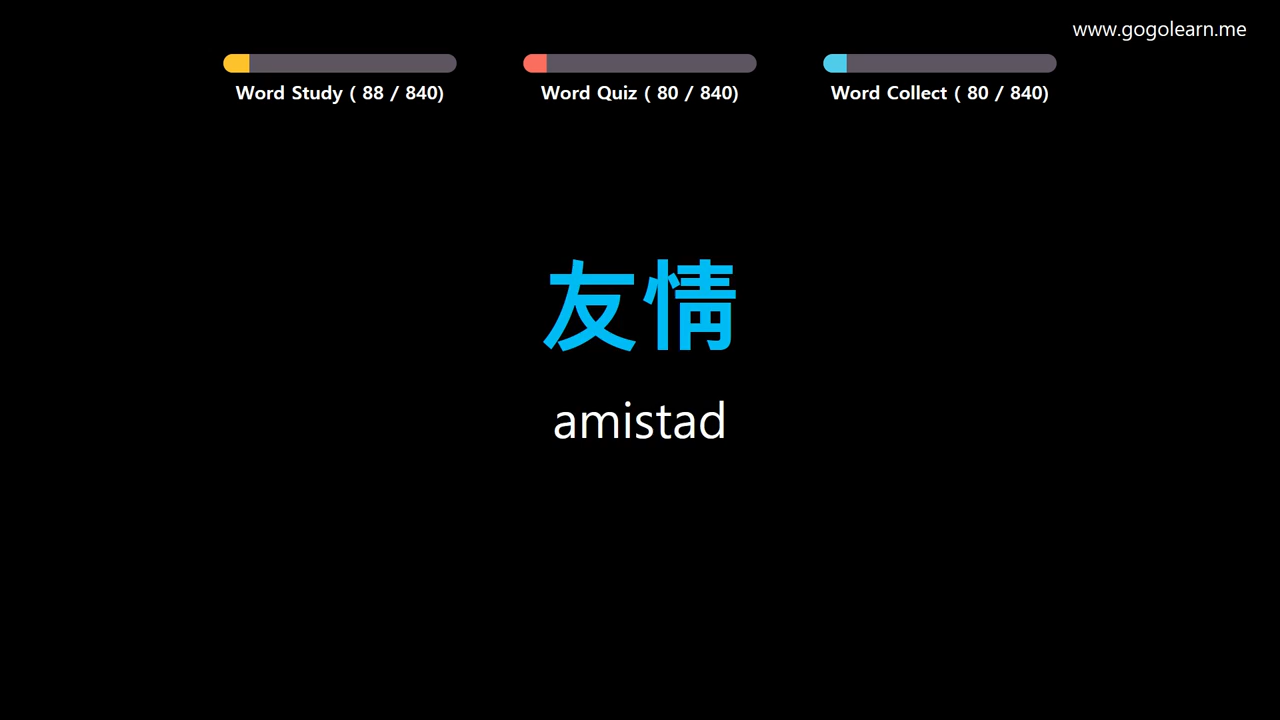 www.gogolearn.me
Word Study ( 88 / 840)
Word Quiz ( 80 / 840)
Word Collect ( 80 / 840)
友情
amistad